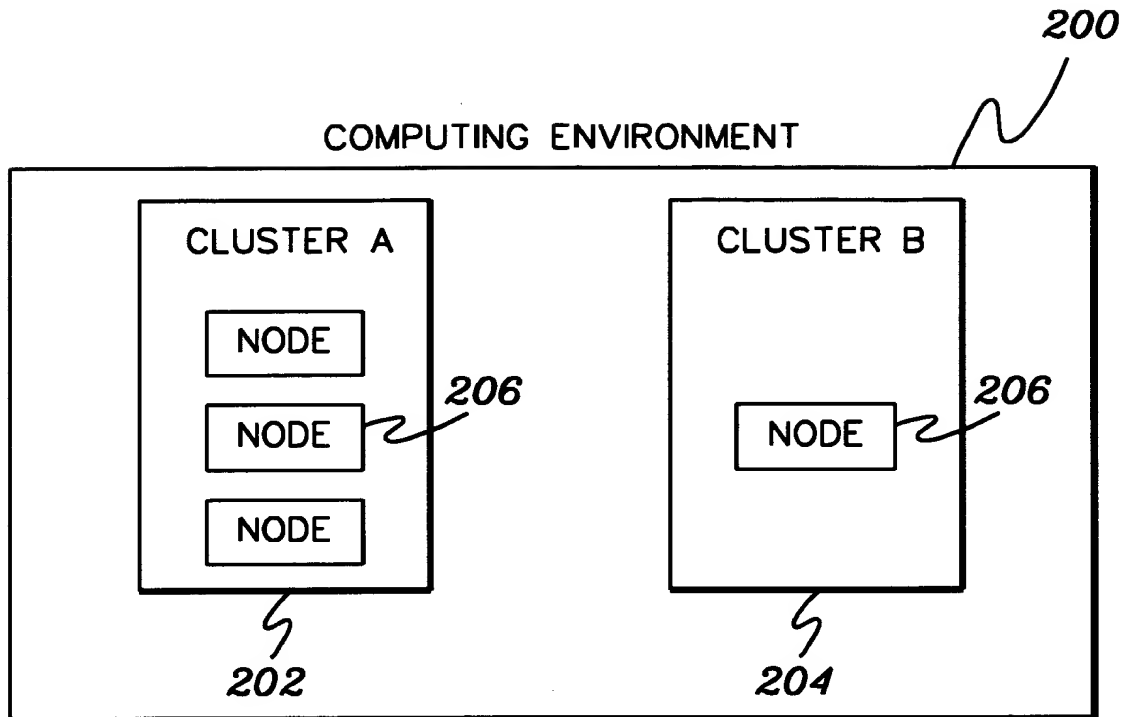 200
COMPUTING ENVIRONMENT
CLUSTER A
CLUSTER B
NODE
NODE
206
NODE
206
NODE
202
204